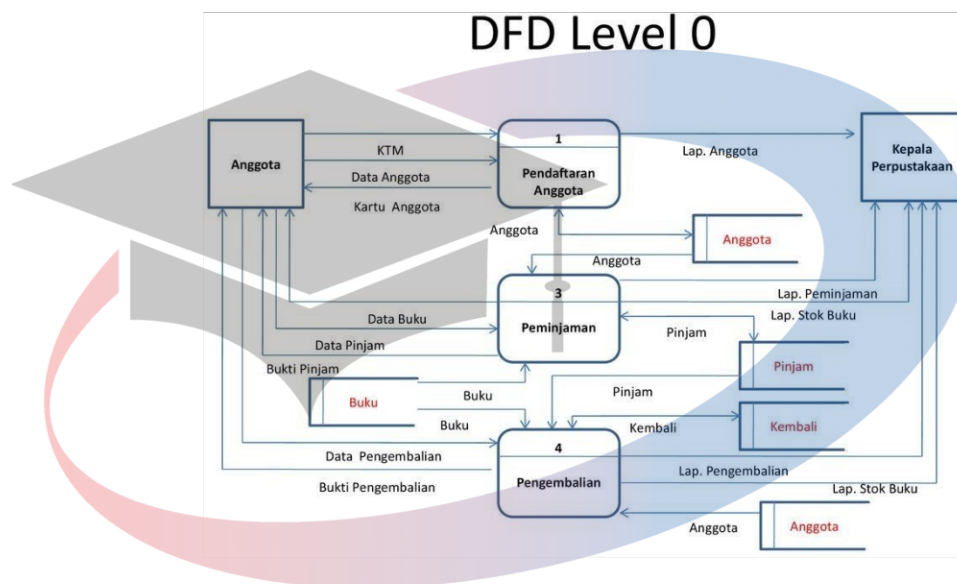 DFD Level 0
Anggota
KTM
Data Anggota
Kartu Anggota
1
Pendaftaran
Anggota
Lap. Anggota
Kepala
Perpustakaan
Anggota
Anggota
Anggota
3
Peminjaman
Lap. Peminjaman
Lap. Stok Buku
Data Buku
Data Pinjam
Bukti Pinjam
Pinjam
Pinjam
Buku
Buku
Buku
Pinjam
Kembali
Kembali
4
Pengembalian
Data Pengembalian
Bukti Pengembalian
Lap. Pengembalian
Lap. Stok Buku
Anggota
Anggota